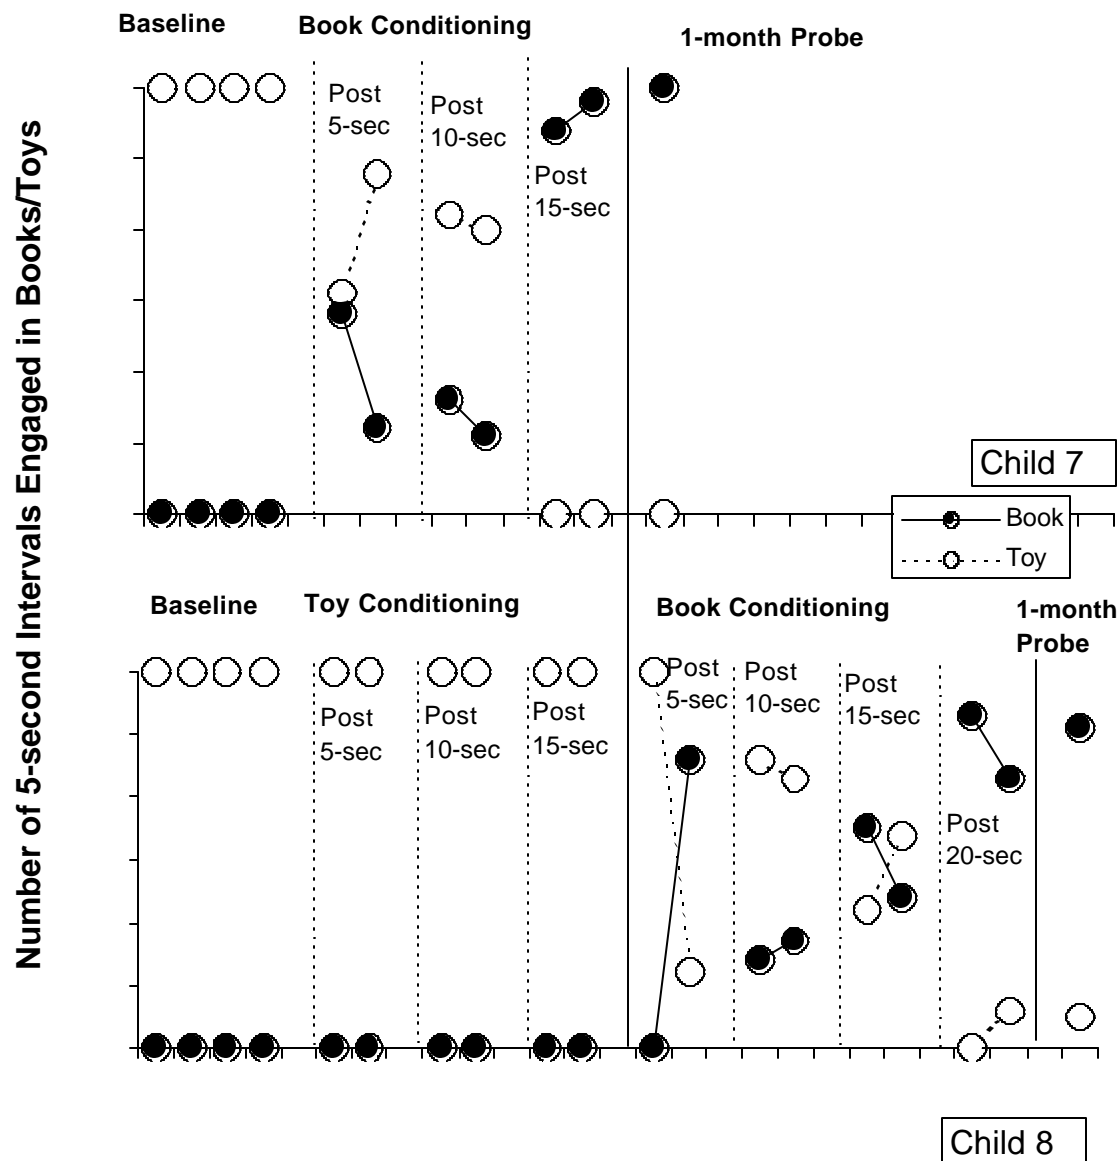 Baseline
Book Conditioning
1-month Probe
Number of 5-second Intervals Engaged in Books/Toys
Post
5-sec
Post
10-sec
Post
15-sec
Child 7
Book
Toy
Baseline
Toy Conditioning
Book Conditioning
1-month
Probe
Post
5-sec
Post
10-sec
Post
15-sec
Post
5-sec
Post
10-sec
Post
15-sec
Post
20-sec
Child 8